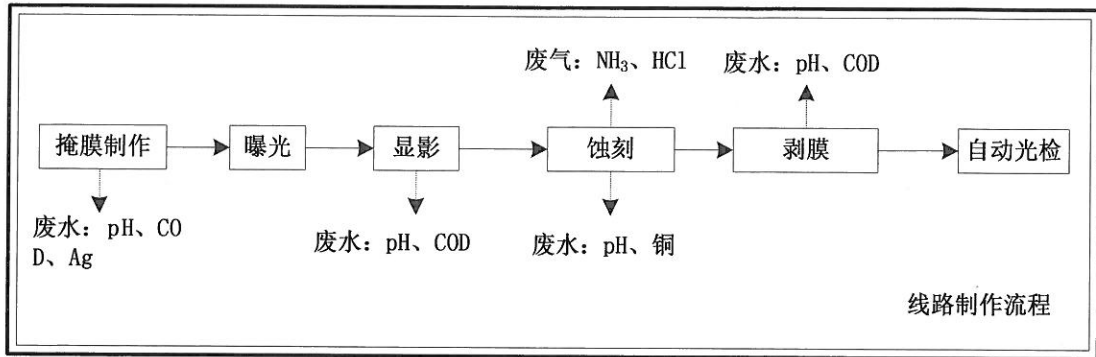 废气：NH₃、HCl
废水：pH、COD
掩膜制作
曝光
显影
蚀刻
剥膜
自动光检
废水：pH、CO
D、Ag
废水：pH、COD
废水：pH、铜
线路制作流程